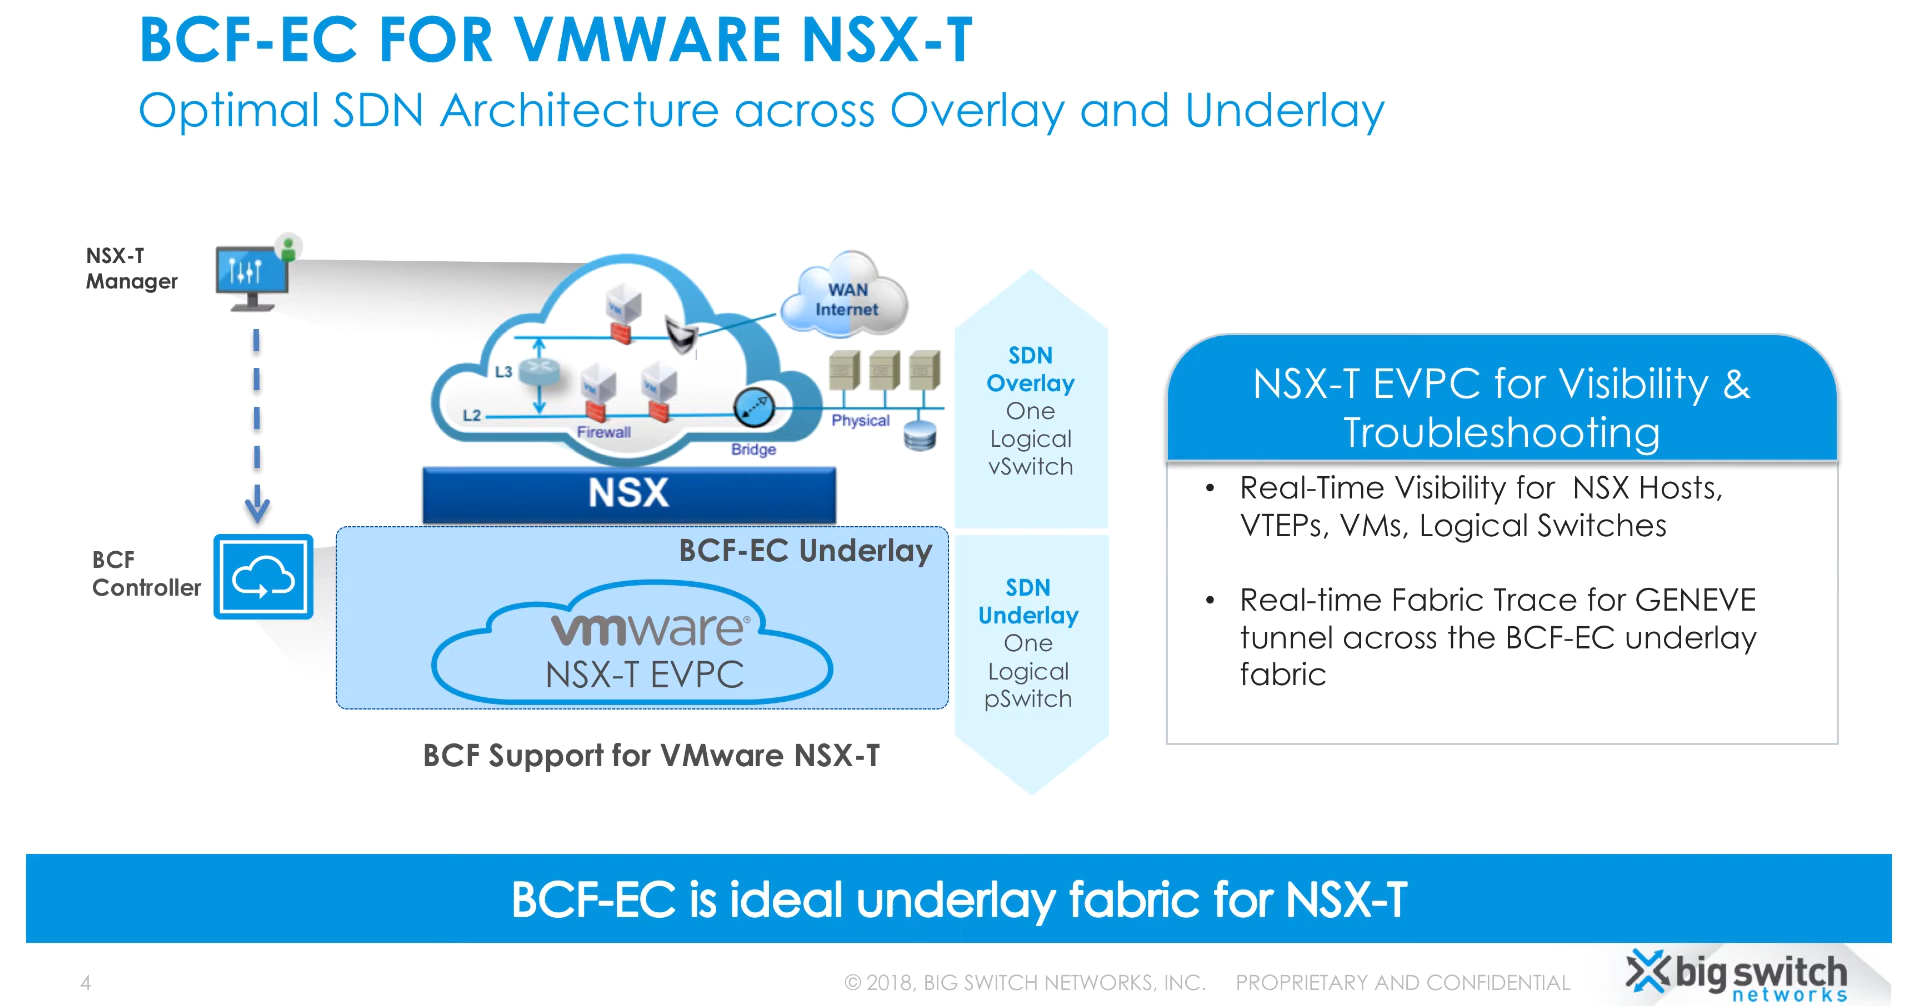 BCF-EC FOR VMWARE NSX-T
Optimal SDN Architecture across Overlay and Underlay
NSX-T
Manager
WAN
Internet
VM
L3
VM
VM
L2
Firewall
Bridge
Physical
NSX
SDN
Overlay
One
Logical
vSwitch
BCF
Controller
BCF-EC Underlay
vmware®
NSX-T EVPC
SDN
Underlay
One
Logical
pSwitch
BCF Support for VMware NSX-T
NSX-T EVPC for Visibility &
Troubleshooting
• Real-Time Visibility for NSX Hosts,
VTEPs, VMs, Logical Switches
• Real-time Fabric Trace for GENEVE
tunnel across the BCF-EC underlay
fabric
BCF-EC is ideal underlay fabric for NSX-T
4
© 2018, BIG SWITCH NETWORKS, INC. PROPRIETARY AND CONFIDENTIAL
big switch
networks